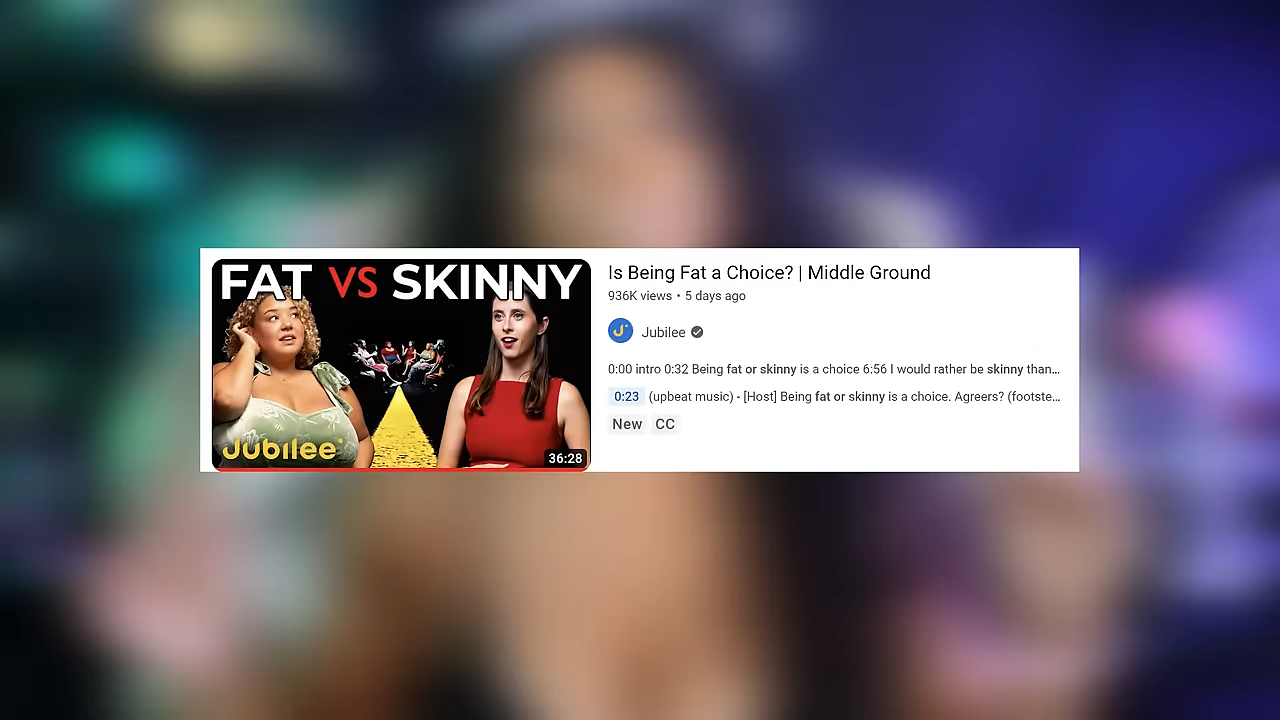 FAT VS SKINNY
Jubilee
36:28
Is Being Fat a Choice? | Middle Ground
936K views • 5 days ago
Jubilee
0:00 intro 0:32 Being fat or skinny is a choice 6:56 I would rather be skinny than...
0:23 (upbeat music) - [Host] Being fat or skinny is a choice. Agreers? (footste...
New CC